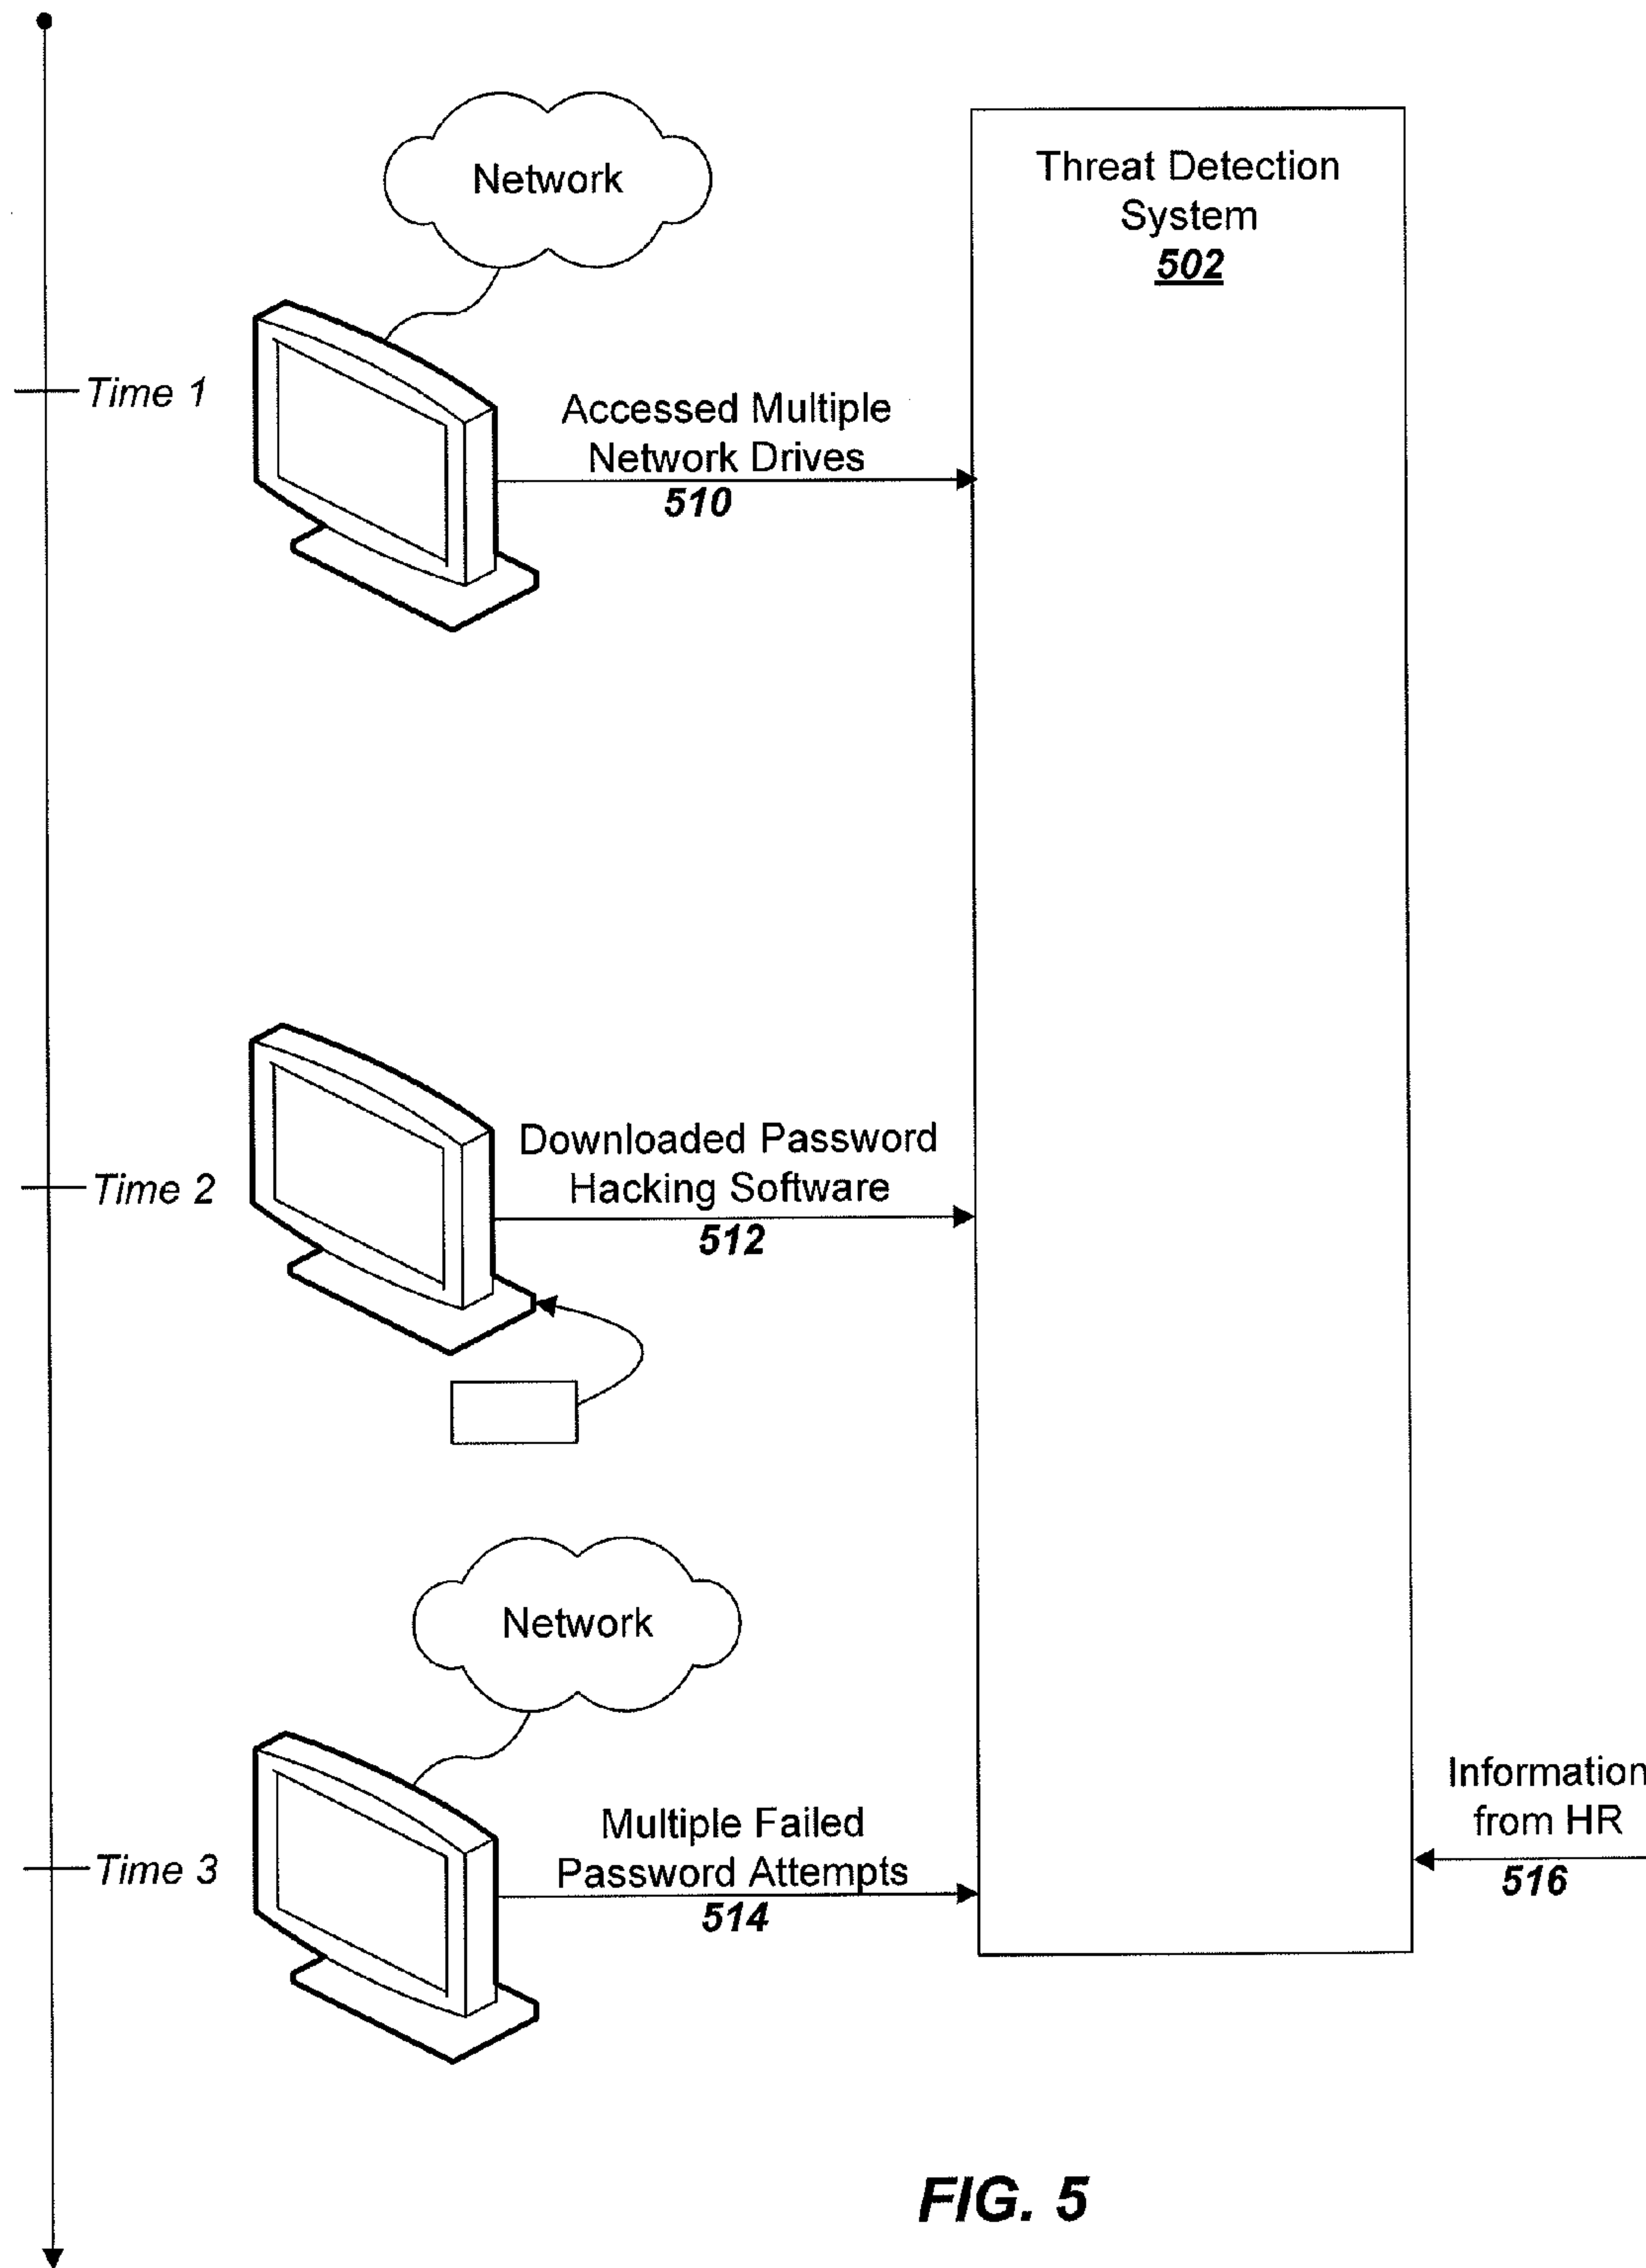 Network
Threat Detection
System
502
Time 1
Accessed Multiple
Network Drives
510
Time 2
Downloaded Password
Hacking Software
512
Network
Time 3
Multiple Failed
Password Attempts
514
Information
from HR
516
FIG. 5